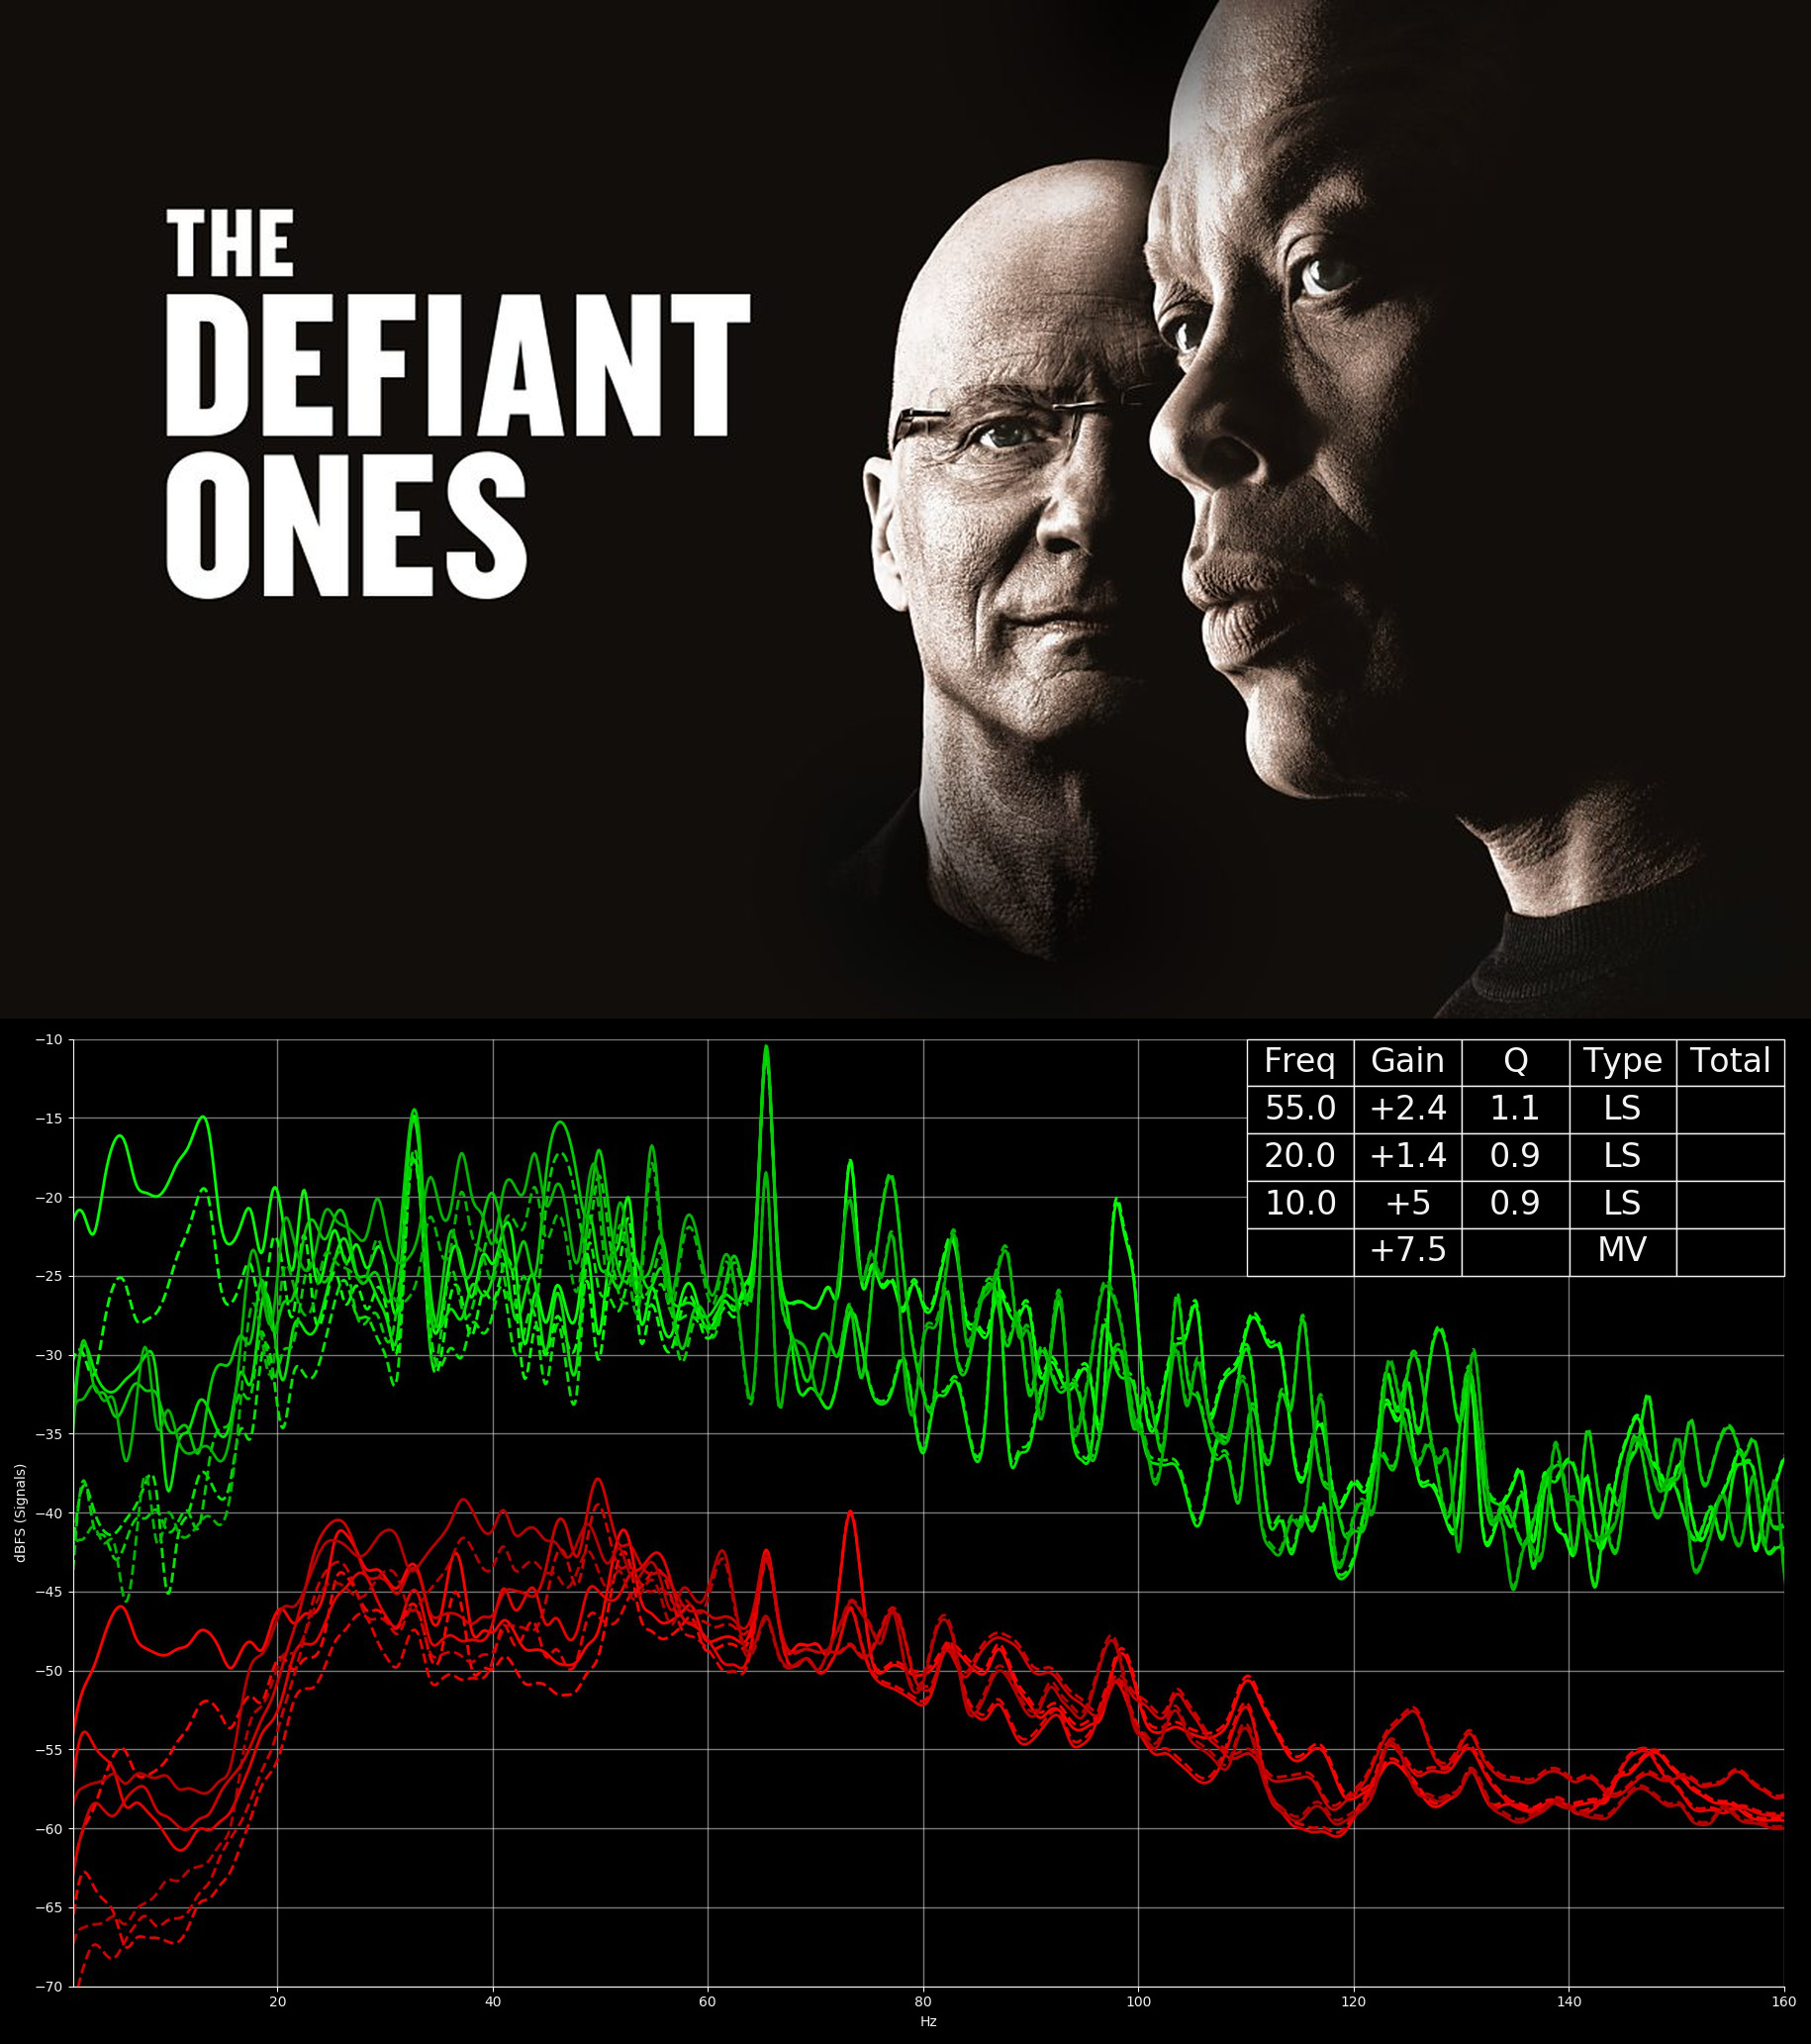 THE
DEFIANT
ONES
−10
−15
−20
−25
−30
−35
−40
−45
−50
−55
−60
−65
−70
dBFS (Signals)
Freq Gain Q Type Total
55.0 +2.4 1.1 LS
20.0 +1.4 0.9 LS
10.0 +5 0.9 LS
+7.5 MV
20 40 60 80 100 120 140 160
Hz